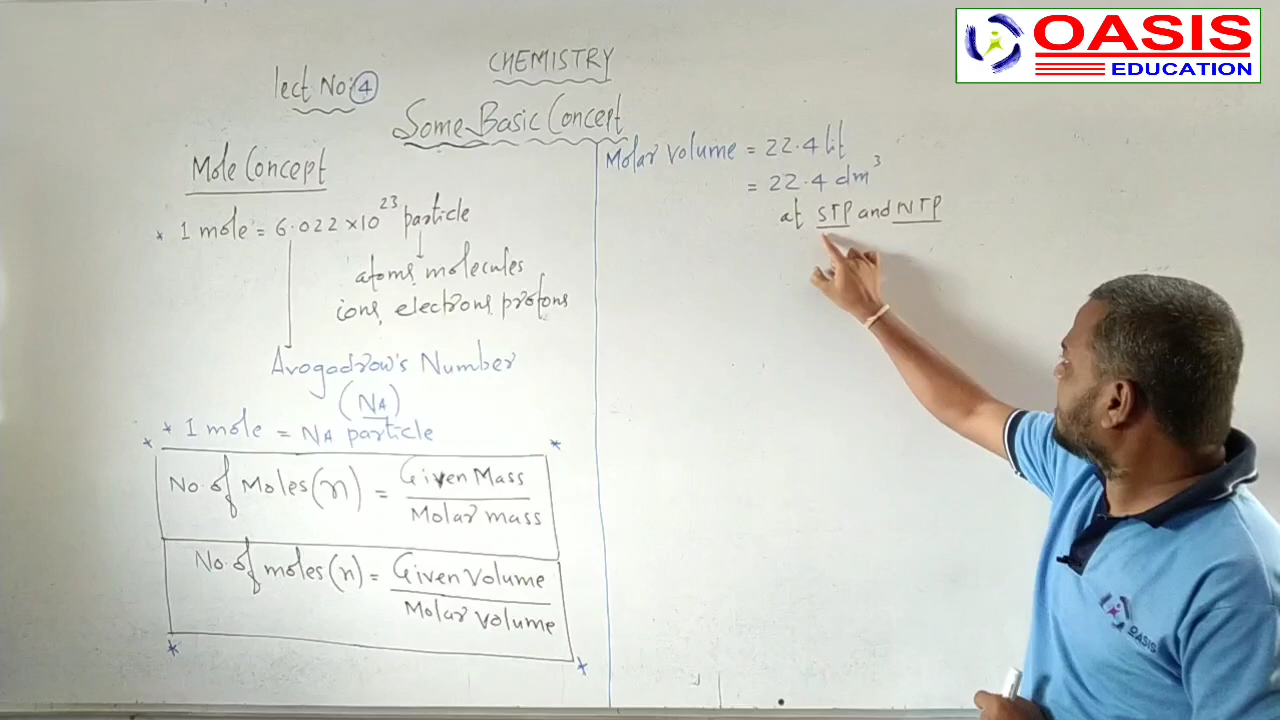 OASIS
EDUCATION
CHEMISTRY
lect No: 4
Some Basic Concept
Mole Concept
* 1 mole = 6.022 ×10²³ particle
atoms, molecules
ions, electrons, protons
Avogadrow's Number
(NA)
* 1 mole = NA particle
No. of Moles (n) = Given Mass
Molar mass
No. of moles (n) = Given Volume
Molar volume
Molar volume = 22.4 lit
= 22.4 dm³
at STP and NTP
OASIS